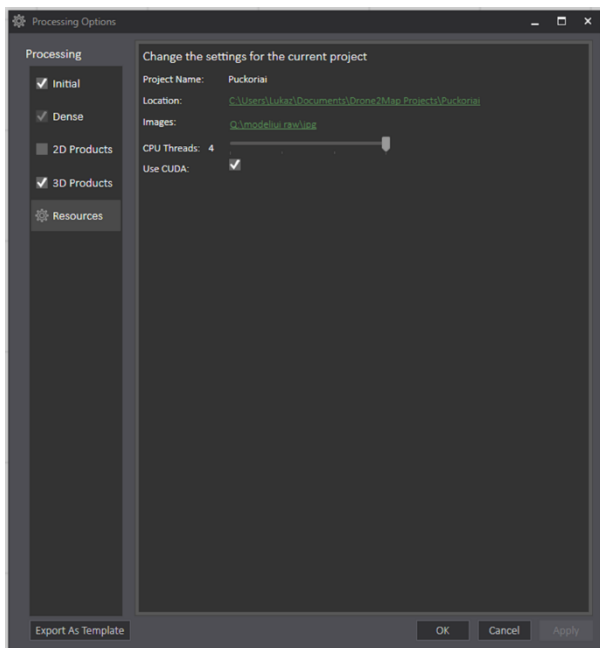 Processing Options
Processing
Initial
Dense
2D Products
3D Products
Resources
Change the settings for the current project
Project Name: Puckoriai
Location: C:\Users\Lukaz\Documents\Drone2Map Projects\Puckoriai
Images: Q:\modeliui raw\jpg
CPU Threads: 4
Use CUDA:
Export As Template
OK
Cancel
Apply